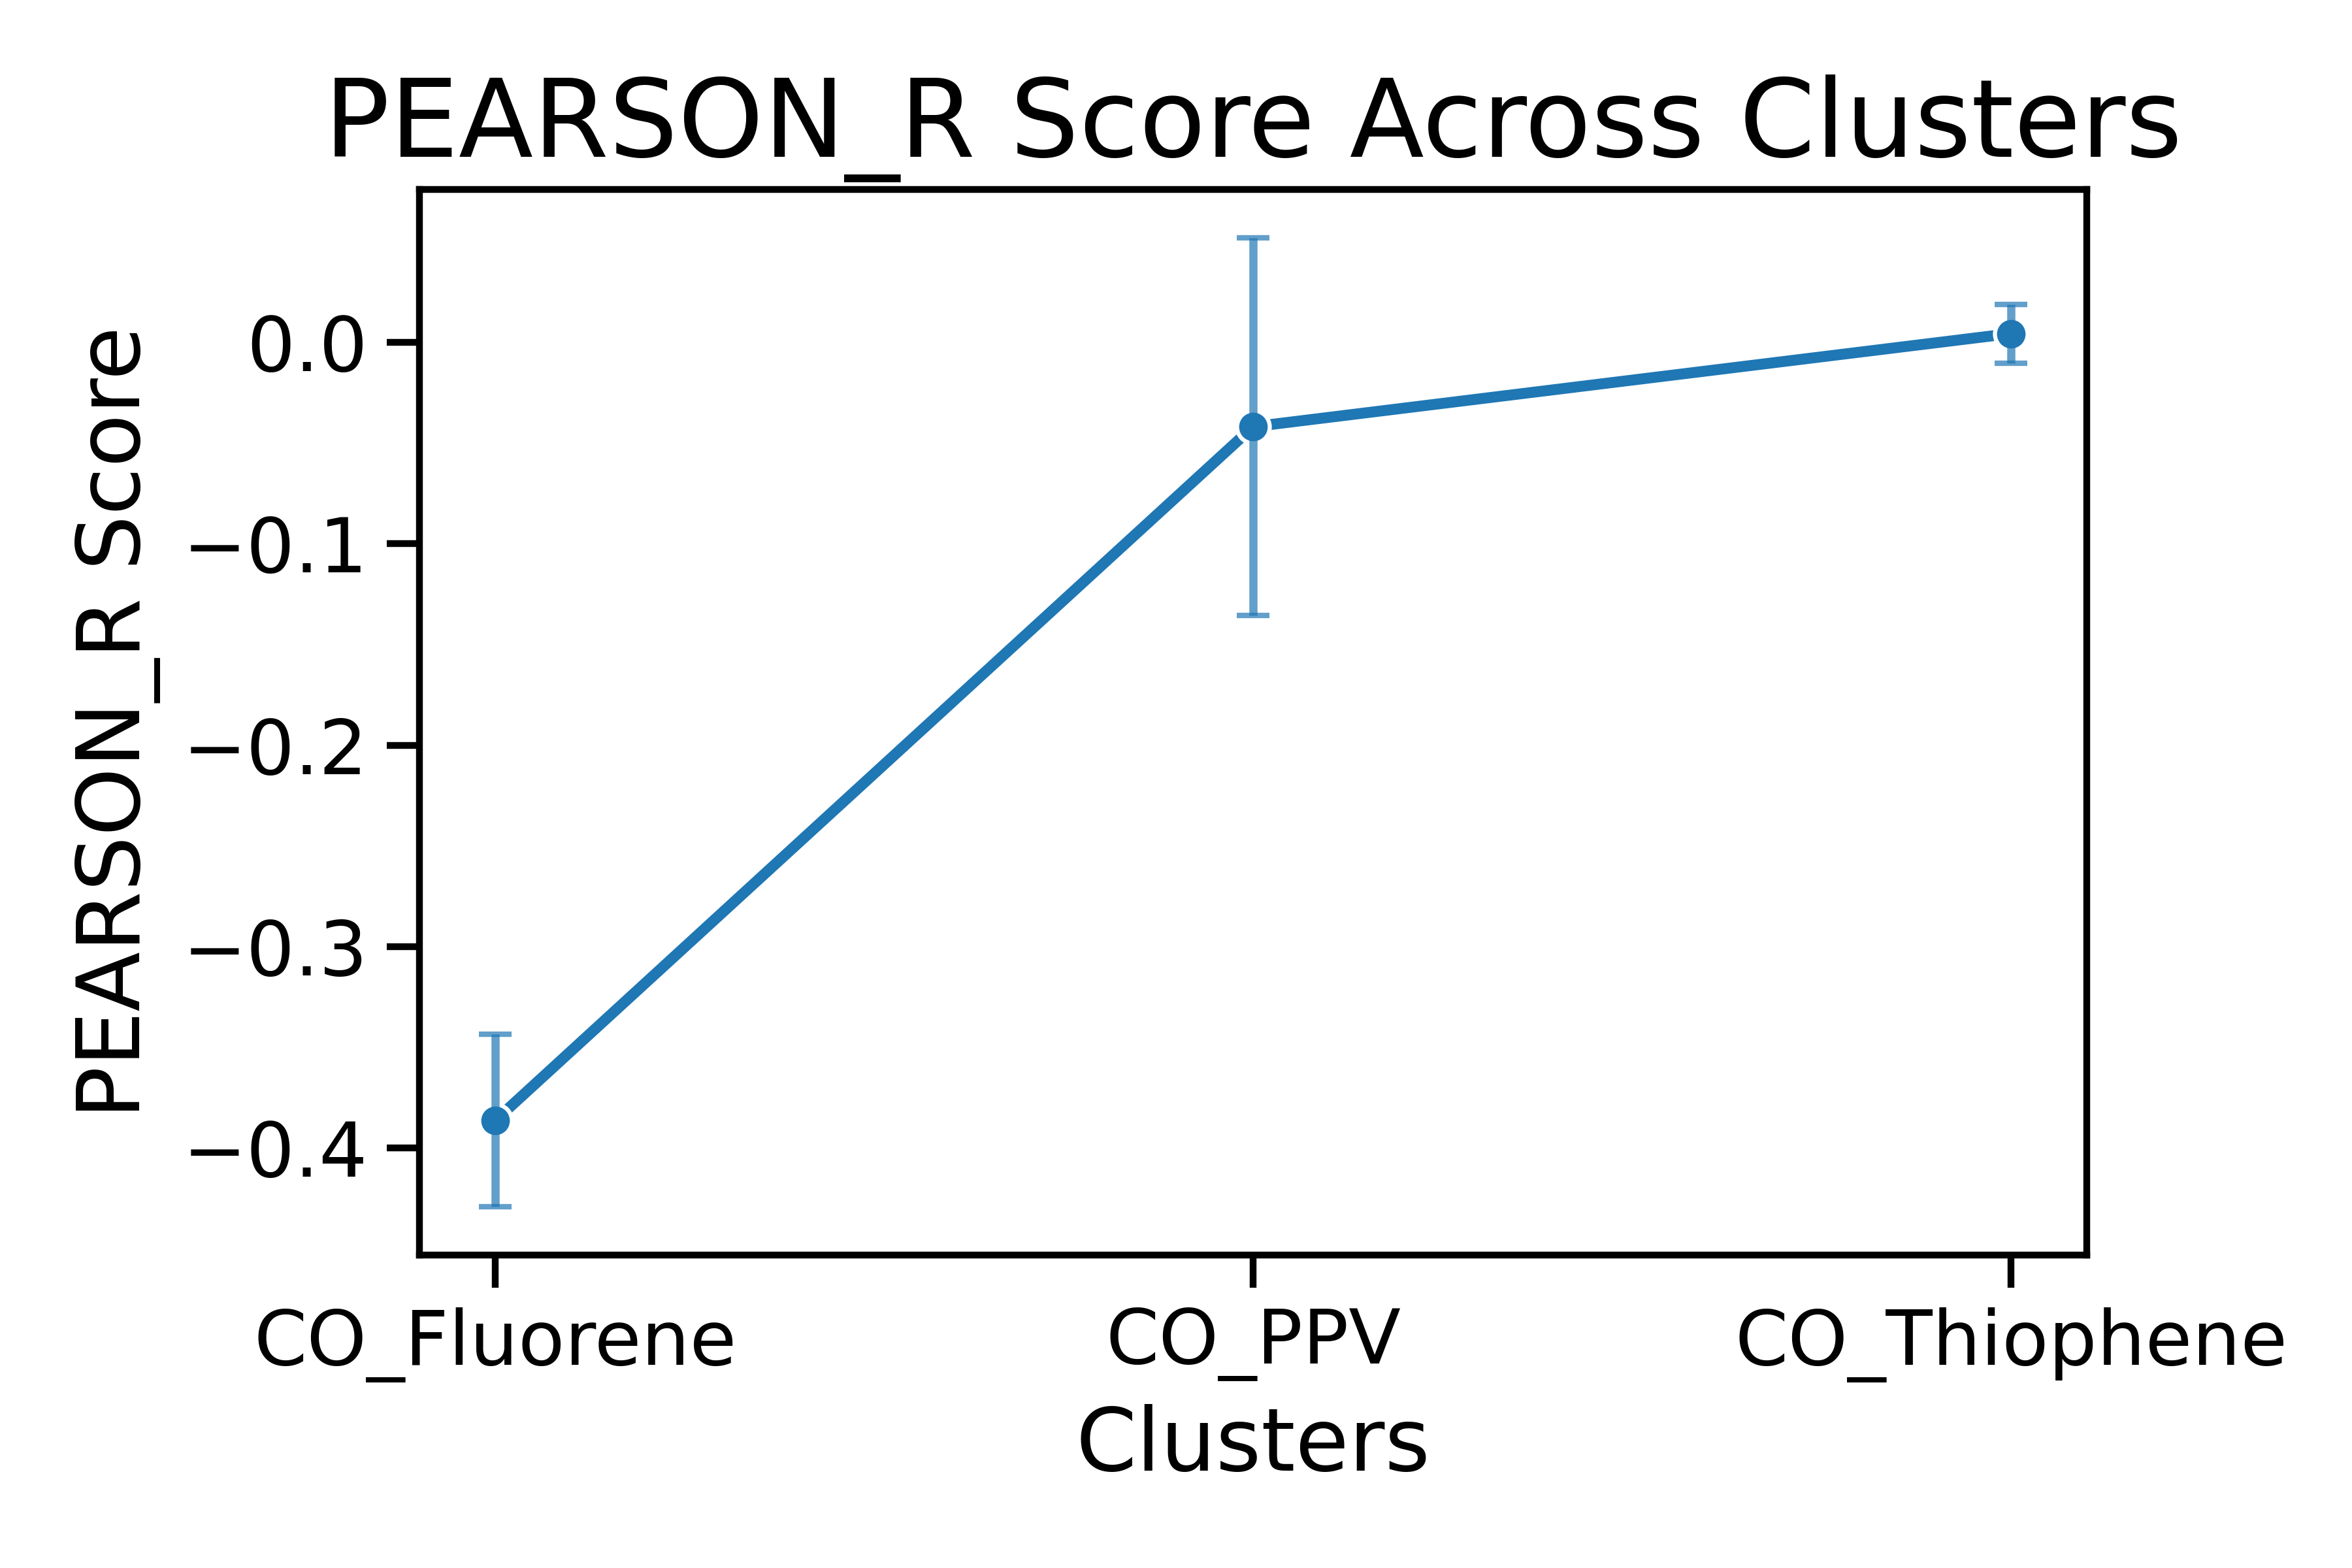 PEARSON_R Score Across Clusters
PEARSON_R Score
0.0
−0.1
−0.2
−0.3
−0.4
CO_Fluorene
CO_PPV
CO_Thiophene
Clusters